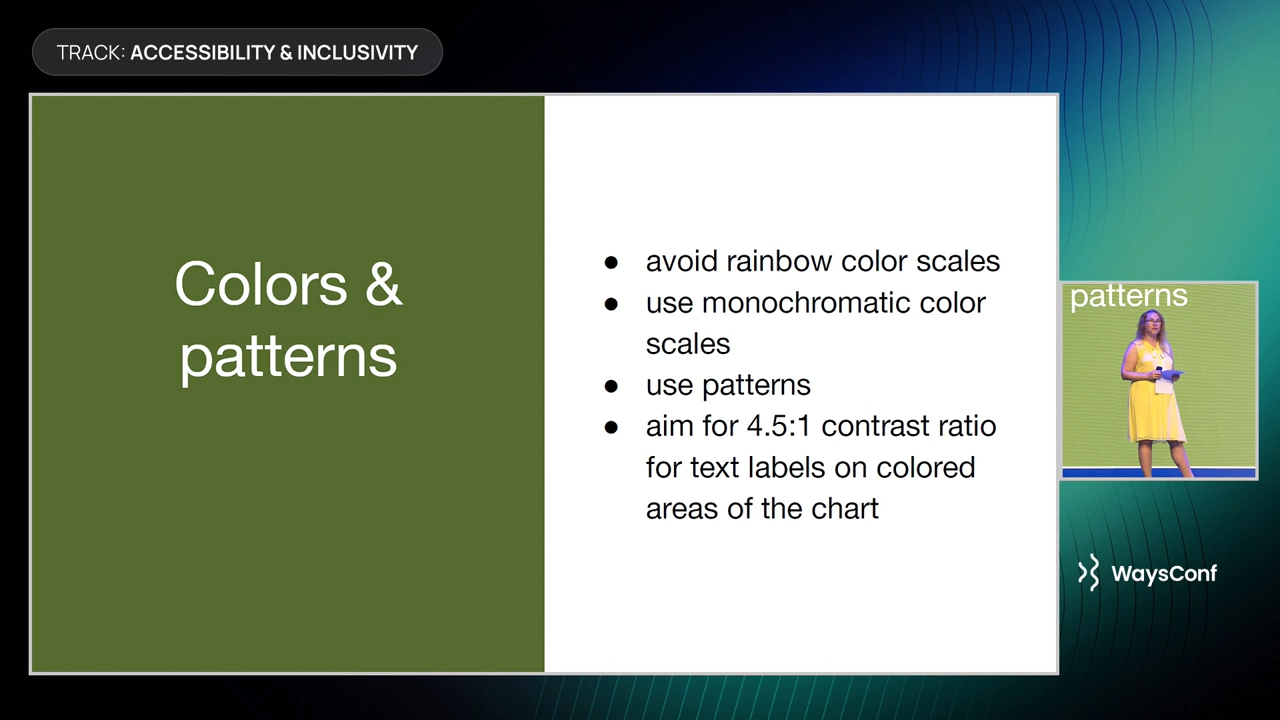 TRACK: ACCESSIBILITY & INCLUSIVITY
Colors &
patterns
● avoid rainbow color scales
● use monochromatic color
scales
● use patterns
● aim for 4.5:1 contrast ratio
for text labels on colored
areas of the chart
patterns
WaysConf